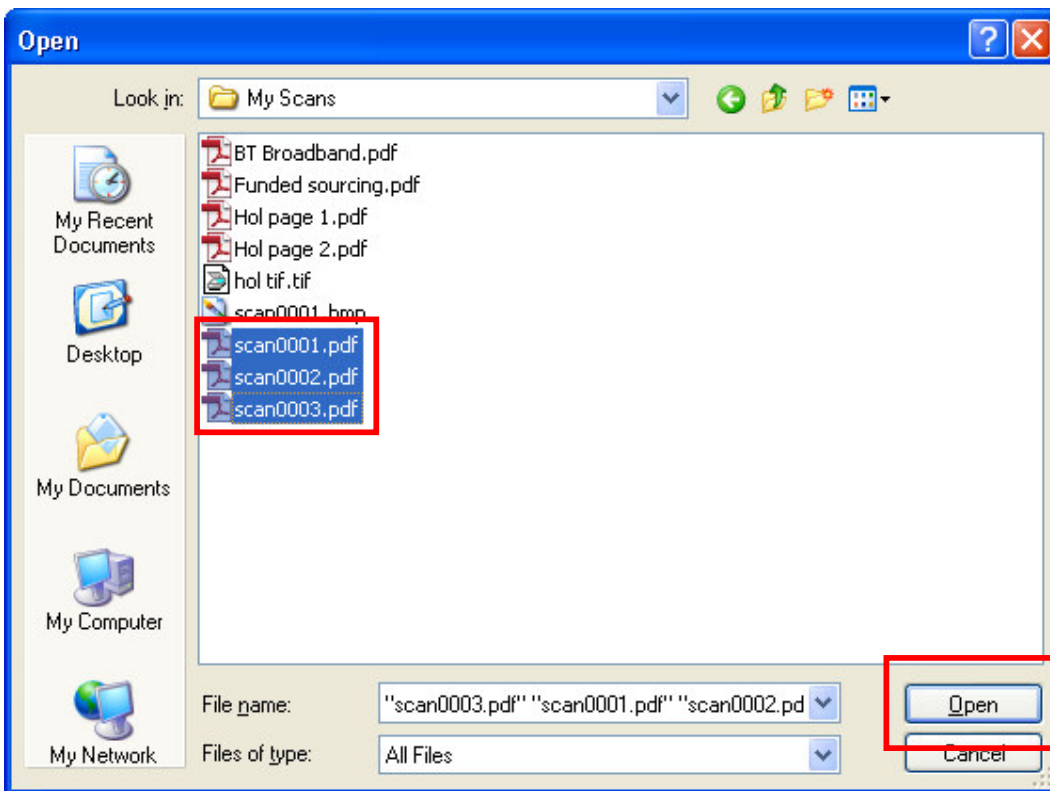 Open
Look in: My Scans
My Recent
Documents
Desktop
My Documents
My Computer
My Network
BT Broadband.pdf
Funded sourcing.pdf
Hol page 1.pdf
Hol page 2.pdf
hol tif.tif
scan0001.bmp
scan0001.pdf
scan0002.pdf
scan0003.pdf
File name: "scan0003.pdf" "scan0001.pdf" "scan0002.pd
Open
Files of type: All Files
Cancel